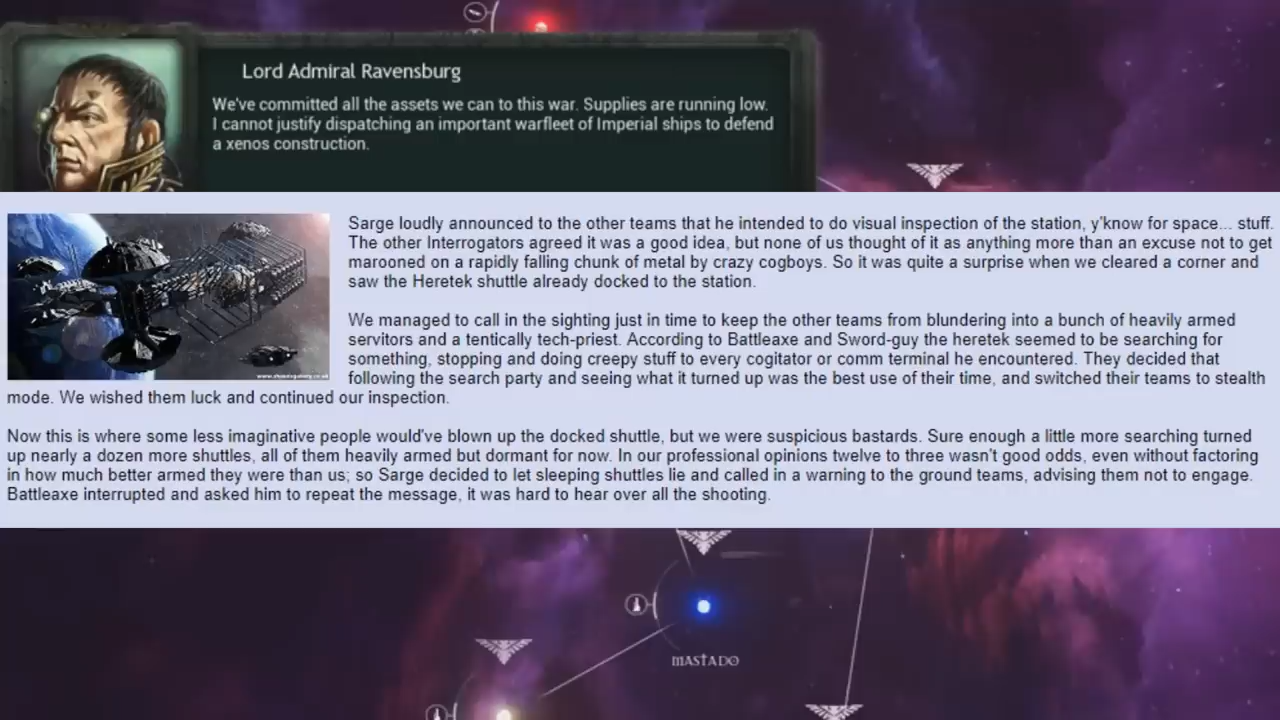 Lord Admiral Ravensburg
We've committed all the assets we can to this war. Supplies are running low.
I cannot justify dispatching an important warfleet of Imperial ships to defend
a xenos construction.
Sarge loudly announced to the other teams that he intended to do visual inspection of the station, y'know for space... stuff.
The other Interrogators agreed it was a good idea, but none of us thought of it as anything more than an excuse not to get
marooned on a rapidly falling chunk of metal by crazy cogboys. So it was quite a surprise when we cleared a corner and
saw the Heretek shuttle already docked to the station.
We managed to call in the sighting just in time to keep the other teams from blundering into a bunch of heavily armed
servitors and a tentically tech-priest. According to Battleaxe and Sword-guy the heretek seemed to be searching for
something, stopping and doing creepy stuff to every cogitator or comm terminal he encountered. They decided that
following the search party and seeing what it turned up was the best use of their time, and switched their teams to stealth
mode. We wished them luck and continued our inspection.
Now this is where some less imaginative people would've blown up the docked shuttle, but we were suspicious bastards. Sure enough a little more searching turned
up nearly a dozen more shuttles, all of them heavily armed but dormant for now. In our professional opinions twelve to three wasn't good odds, even without factoring
in how much better armed they were than us; so Sarge decided to let sleeping shuttles lie and called in a warning to the ground teams, advising them not to engage.
Battleaxe interrupted and asked him to repeat the message, it was hard to hear over all the shooting.
MASTADO